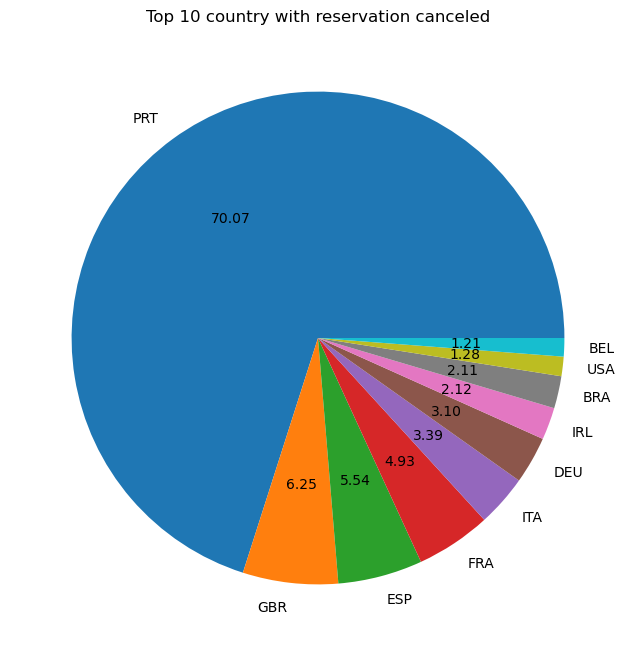 Top 10 country with reservation canceled
PRT
70.07
1.21
BEL
1.28
USA
2.11
BRA
2.12
IRL
3.10
DEU
3.39
ITA
4.93
FRA
5.54
ESP
6.25
GBR